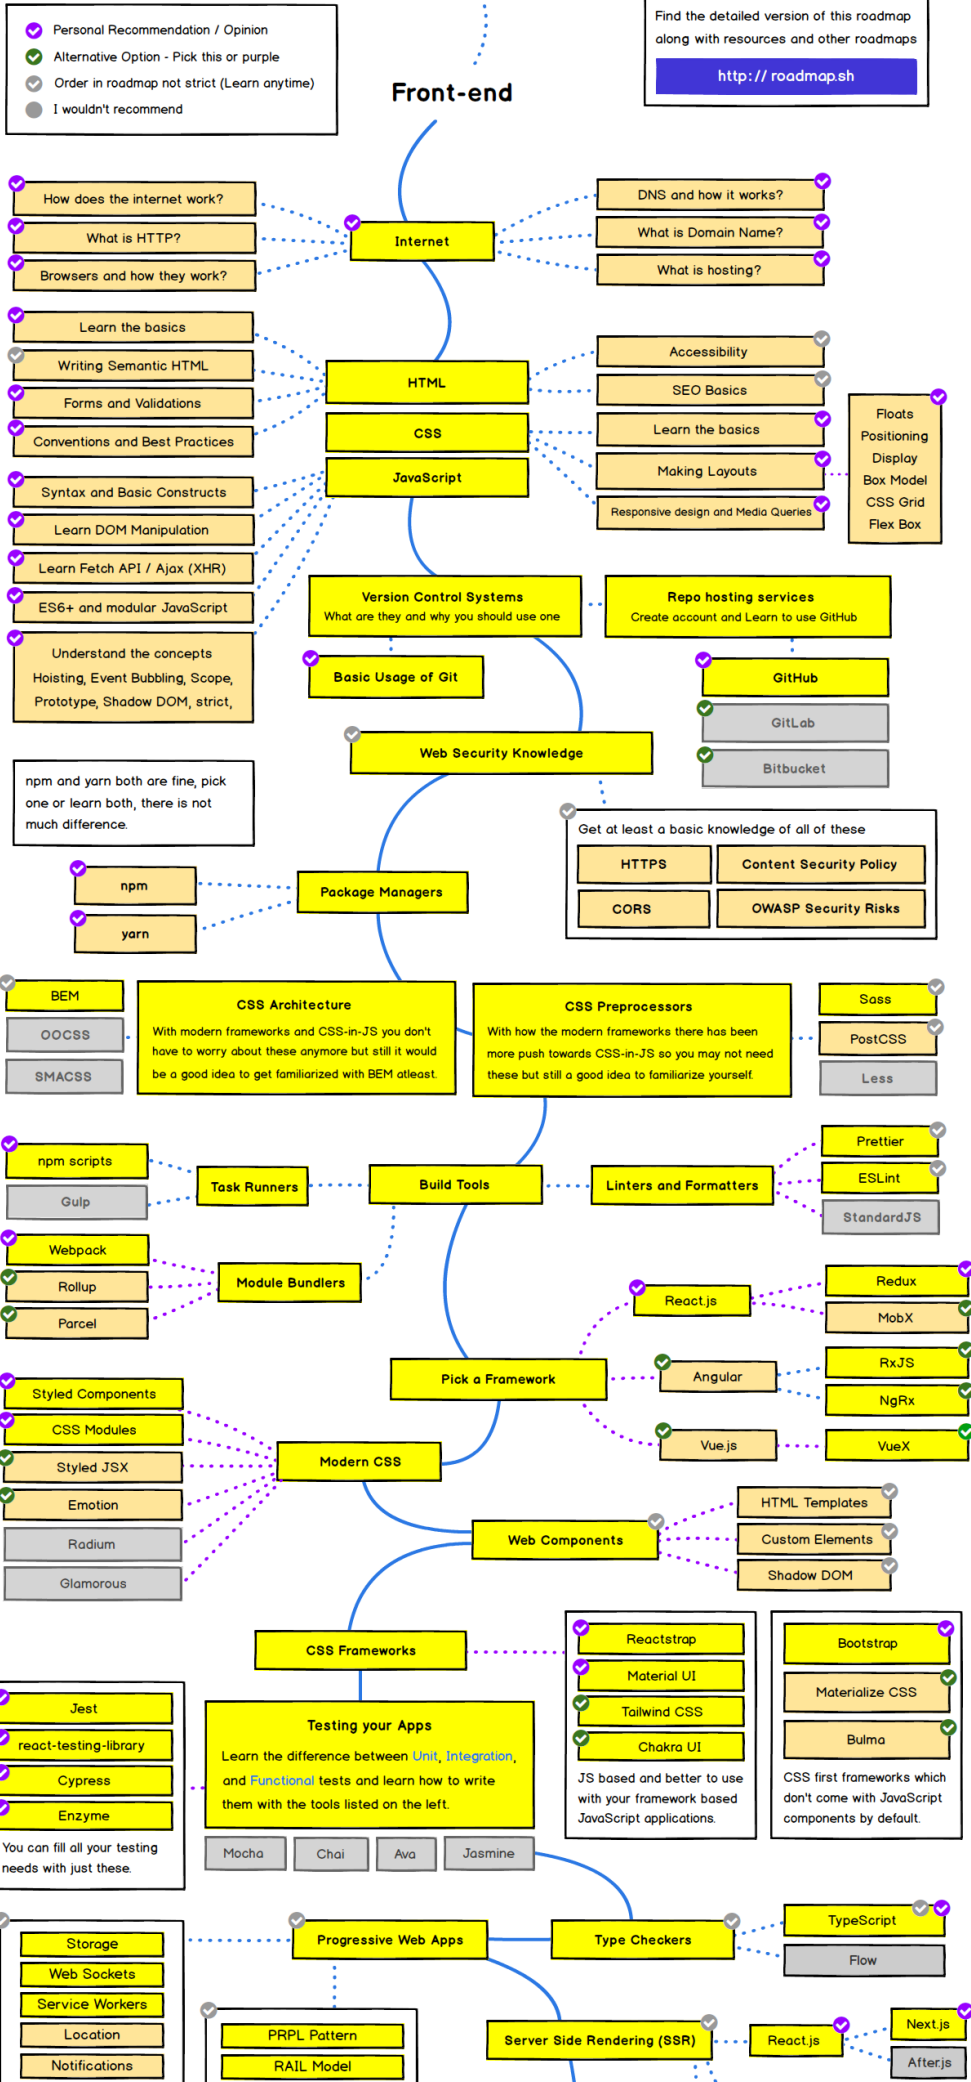 Personal Recommendation / Opinion
Alternative Option - Pick this or purple
Order in roadmap not strict (Learn anytime)
I wouldn't recommend
Find the detailed version of this roadmap
along with resources and other roadmaps
http://roadmap.sh
Front-end
How does the internet work?
What is HTTP?
Browsers and how they work?
Internet
DNS and how it works?
What is Domain Name?
What is hosting?
Learn the basics
Writing Semantic HTML
Forms and Validations
Conventions and Best Practices
HTML
Accessibility
SEO Basics
CSS
Learn the basics
Making Layouts
Responsive design and Media Queries
Floats
Positioning
Display
Box Model
CSS Grid
Flex Box
JavaScript
Syntax and Basic Constructs
Learn DOM Manipulation
Learn Fetch API / Ajax (XHR)
ES6+ and modular JavaScript
Understand the concepts
Hoisting, Event Bubbling, Scope,
Prototype, Shadow DOM, strict,
Version Control Systems
What are they and why you should use one
Repo hosting services
Create account and Learn to use GitHub
Basic Usage of Git
GitHub
GitLab
Bitbucket
Web Security Knowledge
Get at least a basic knowledge of all of these
HTTPS
Content Security Policy
CORS
OWASP Security Risks
npm and yarn both are fine, pick
one or learn both, there is not
much difference.
npm
yarn
Package Managers
BEM
OOCSS
SMACSS
CSS Architecture
With modern frameworks and CSS-in-JS you don't
have to worry about these anymore but still it would
be a good idea to get familiarized with BEM atleast.
CSS Preprocessors
With how the modern frameworks there has been
more push towards CSS-in-JS so you may not need
these but still a good idea to familiarize yourself.
Sass
PostCSS
Less
npm scripts
Gulp
Task Runners
Build Tools
Linters and Formatters
Prettier
ESLint
StandardJS
Webpack
Rollup
Parcel
Module Bundlers
Pick a Framework
React.js
Redux
MobX
Angular
RxJS
NgRx
Vue.js
VueX
Styled Components
CSS Modules
Styled JSX
Emotion
Radium
Glamorous
Modern CSS
Web Components
HTML Templates
Custom Elements
Shadow DOM
CSS Frameworks
Reactstrap
Material UI
Tailwind CSS
Chakra UI
JS based and better to use
with your framework based
JavaScript applications.
Bootstrap
Materialize CSS
Bulma
CSS first frameworks which
don't come with JavaScript
components by default.
Jest
react-testing-library
Cypress
Enzyme
You can fill all your testing
needs with just these.
Testing your Apps
Learn the difference between Unit, Integration,
and Functional tests and learn how to write
them with the tools listed on the left.
Mocha
Chai
Ava
Jasmine
Progressive Web Apps
Type Checkers
TypeScript
Flow
Storage
Web Sockets
Service Workers
Location
Notifications
PRPL Pattern
RAIL Model
Server Side Rendering (SSR)
React.js
Next.js
After.js